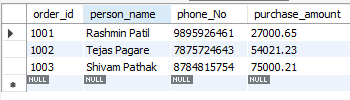 order_id person_name phone_No purchase_amount
1001 Rashmin Patil 9895926461 27000.65
1002 Tejas Pagare 7875724643 54021.23
1003 Shivam Pathak 8784815754 75000.21
NULL NULL NULL NULL